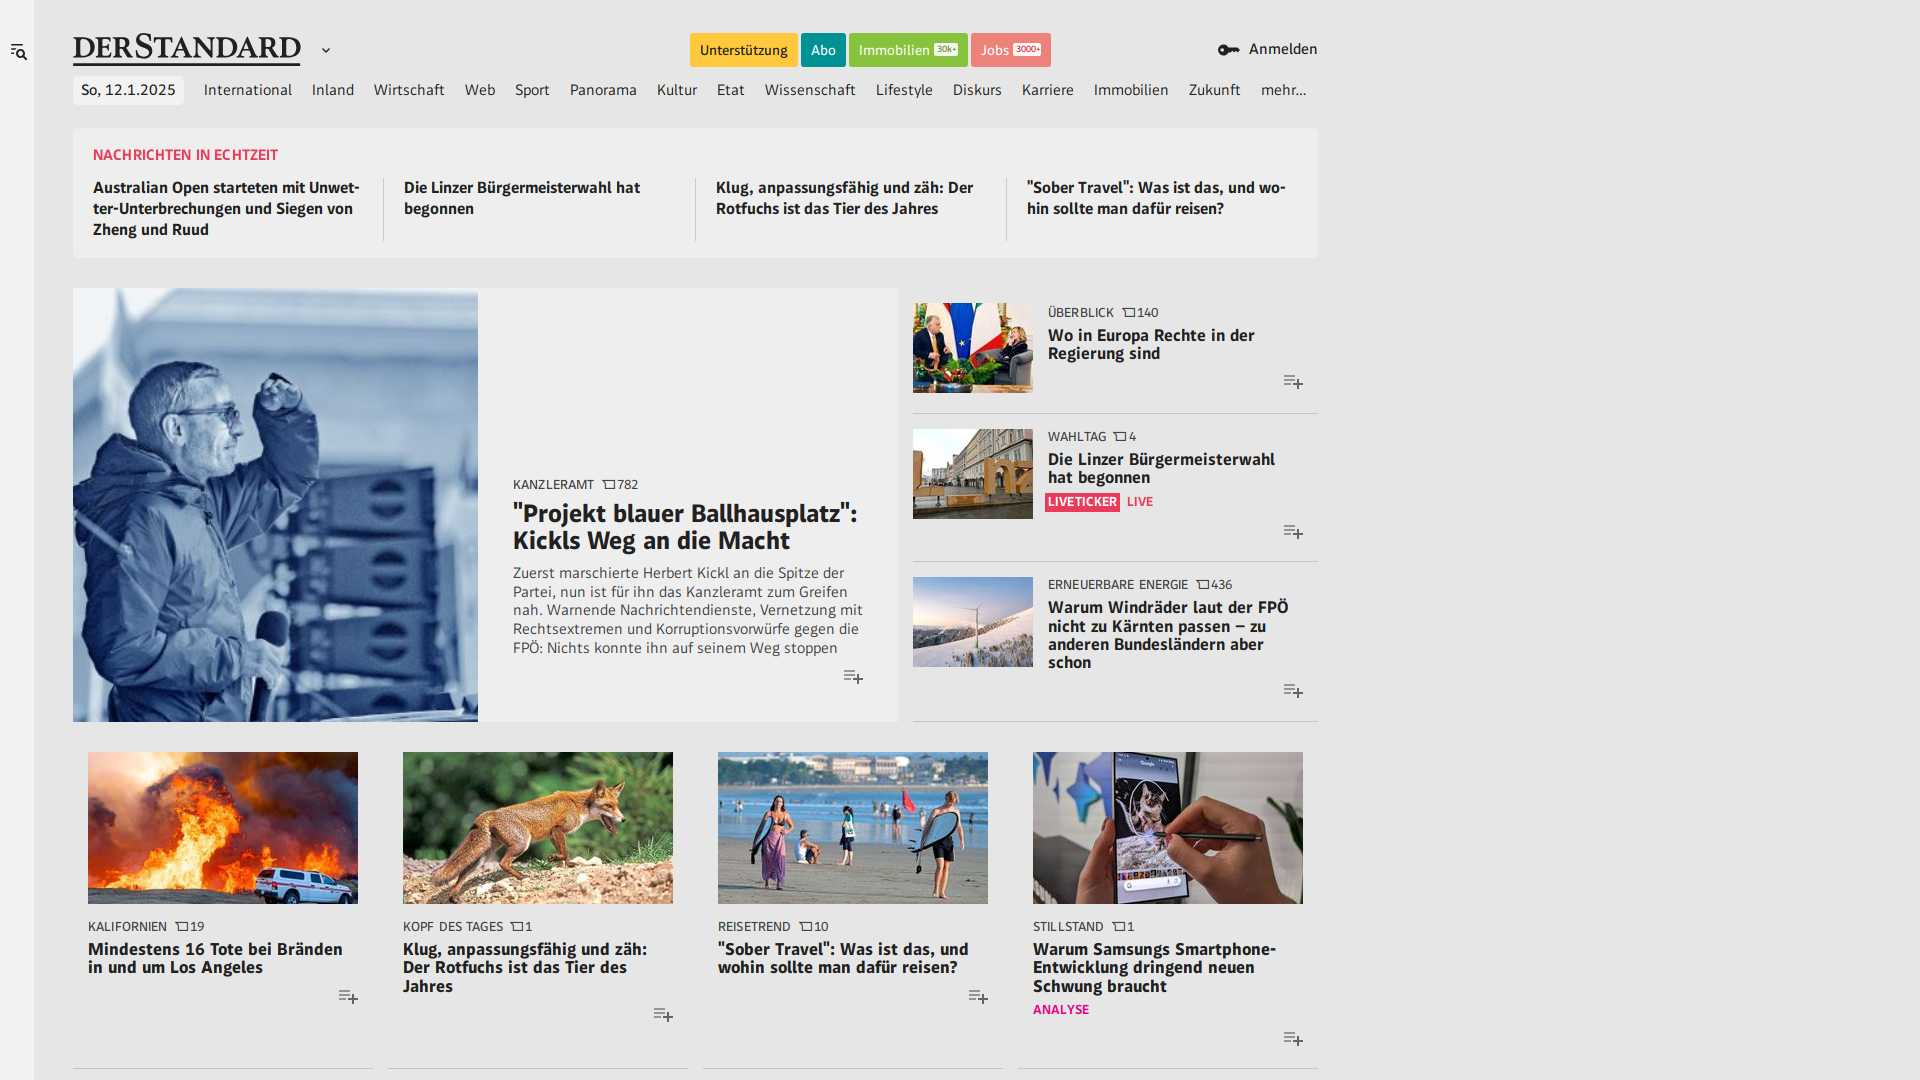 DERSTANDARD
Unterstützung
Abo
Immobilien 30k+
Jobs 3000+
Anmelden
So, 12.1.2025
International
Inland
Wirtschaft
Web
Sport
Panorama
Kultur
Etat
Wissenschaft
Lifestyle
Diskurs
Karriere
Immobilien
Zukunft
mehr...
NACHRICHTEN IN ECHTZEIT
Australian Open starteten mit Unwet-
ter-Unterbrechungen und Siegen von
Zheng und Ruud
Die Linzer Bürgermeisterwahl hat
begonnen
Klug, anpassungsfähig und zäh: Der
Rotfuchs ist das Tier des Jahres
"Sober Travel": Was ist das, und wo-
hin sollte man dafür reisen?
KANZLERAMT 782
"Projekt blauer Ballhausplatz":
Kickls Weg an die Macht
Zuerst marschierte Herbert Kickl an die Spitze der
Partei, nun ist für ihn das Kanzleramt zum Greifen
nah. Warnende Nachrichtendienste, Vernetzung mit
Rechtsextremen und Korruptionsvorwürfe gegen die
FPÖ: Nichts konnte ihn auf seinem Weg stoppen
ÜBERBLICK 140
Wo in Europa Rechte in der
Regierung sind
WAHLTAG 4
Die Linzer Bürgermeisterwahl
hat begonnen
LIVETICKER LIVE
ERNEUERBARE ENERGIE 436
Warum Windräder laut der FPÖ
nicht zu Kärnten passen – zu
anderen Bundesländern aber
schon
KALIFORNIEN 19
Mindestens 16 Tote bei Bränden
in und um Los Angeles
KOPF DES TAGES 1
Klug, anpassungsfähig und zäh:
Der Rotfuchs ist das Tier des
Jahres
REISETREND 10
"Sober Travel": Was ist das, und
wohin sollte man dafür reisen?
Google
STILLSTAND 1
Warum Samsungs Smartphone-
Entwicklung dringend neuen
Schwung braucht
ANALYSE